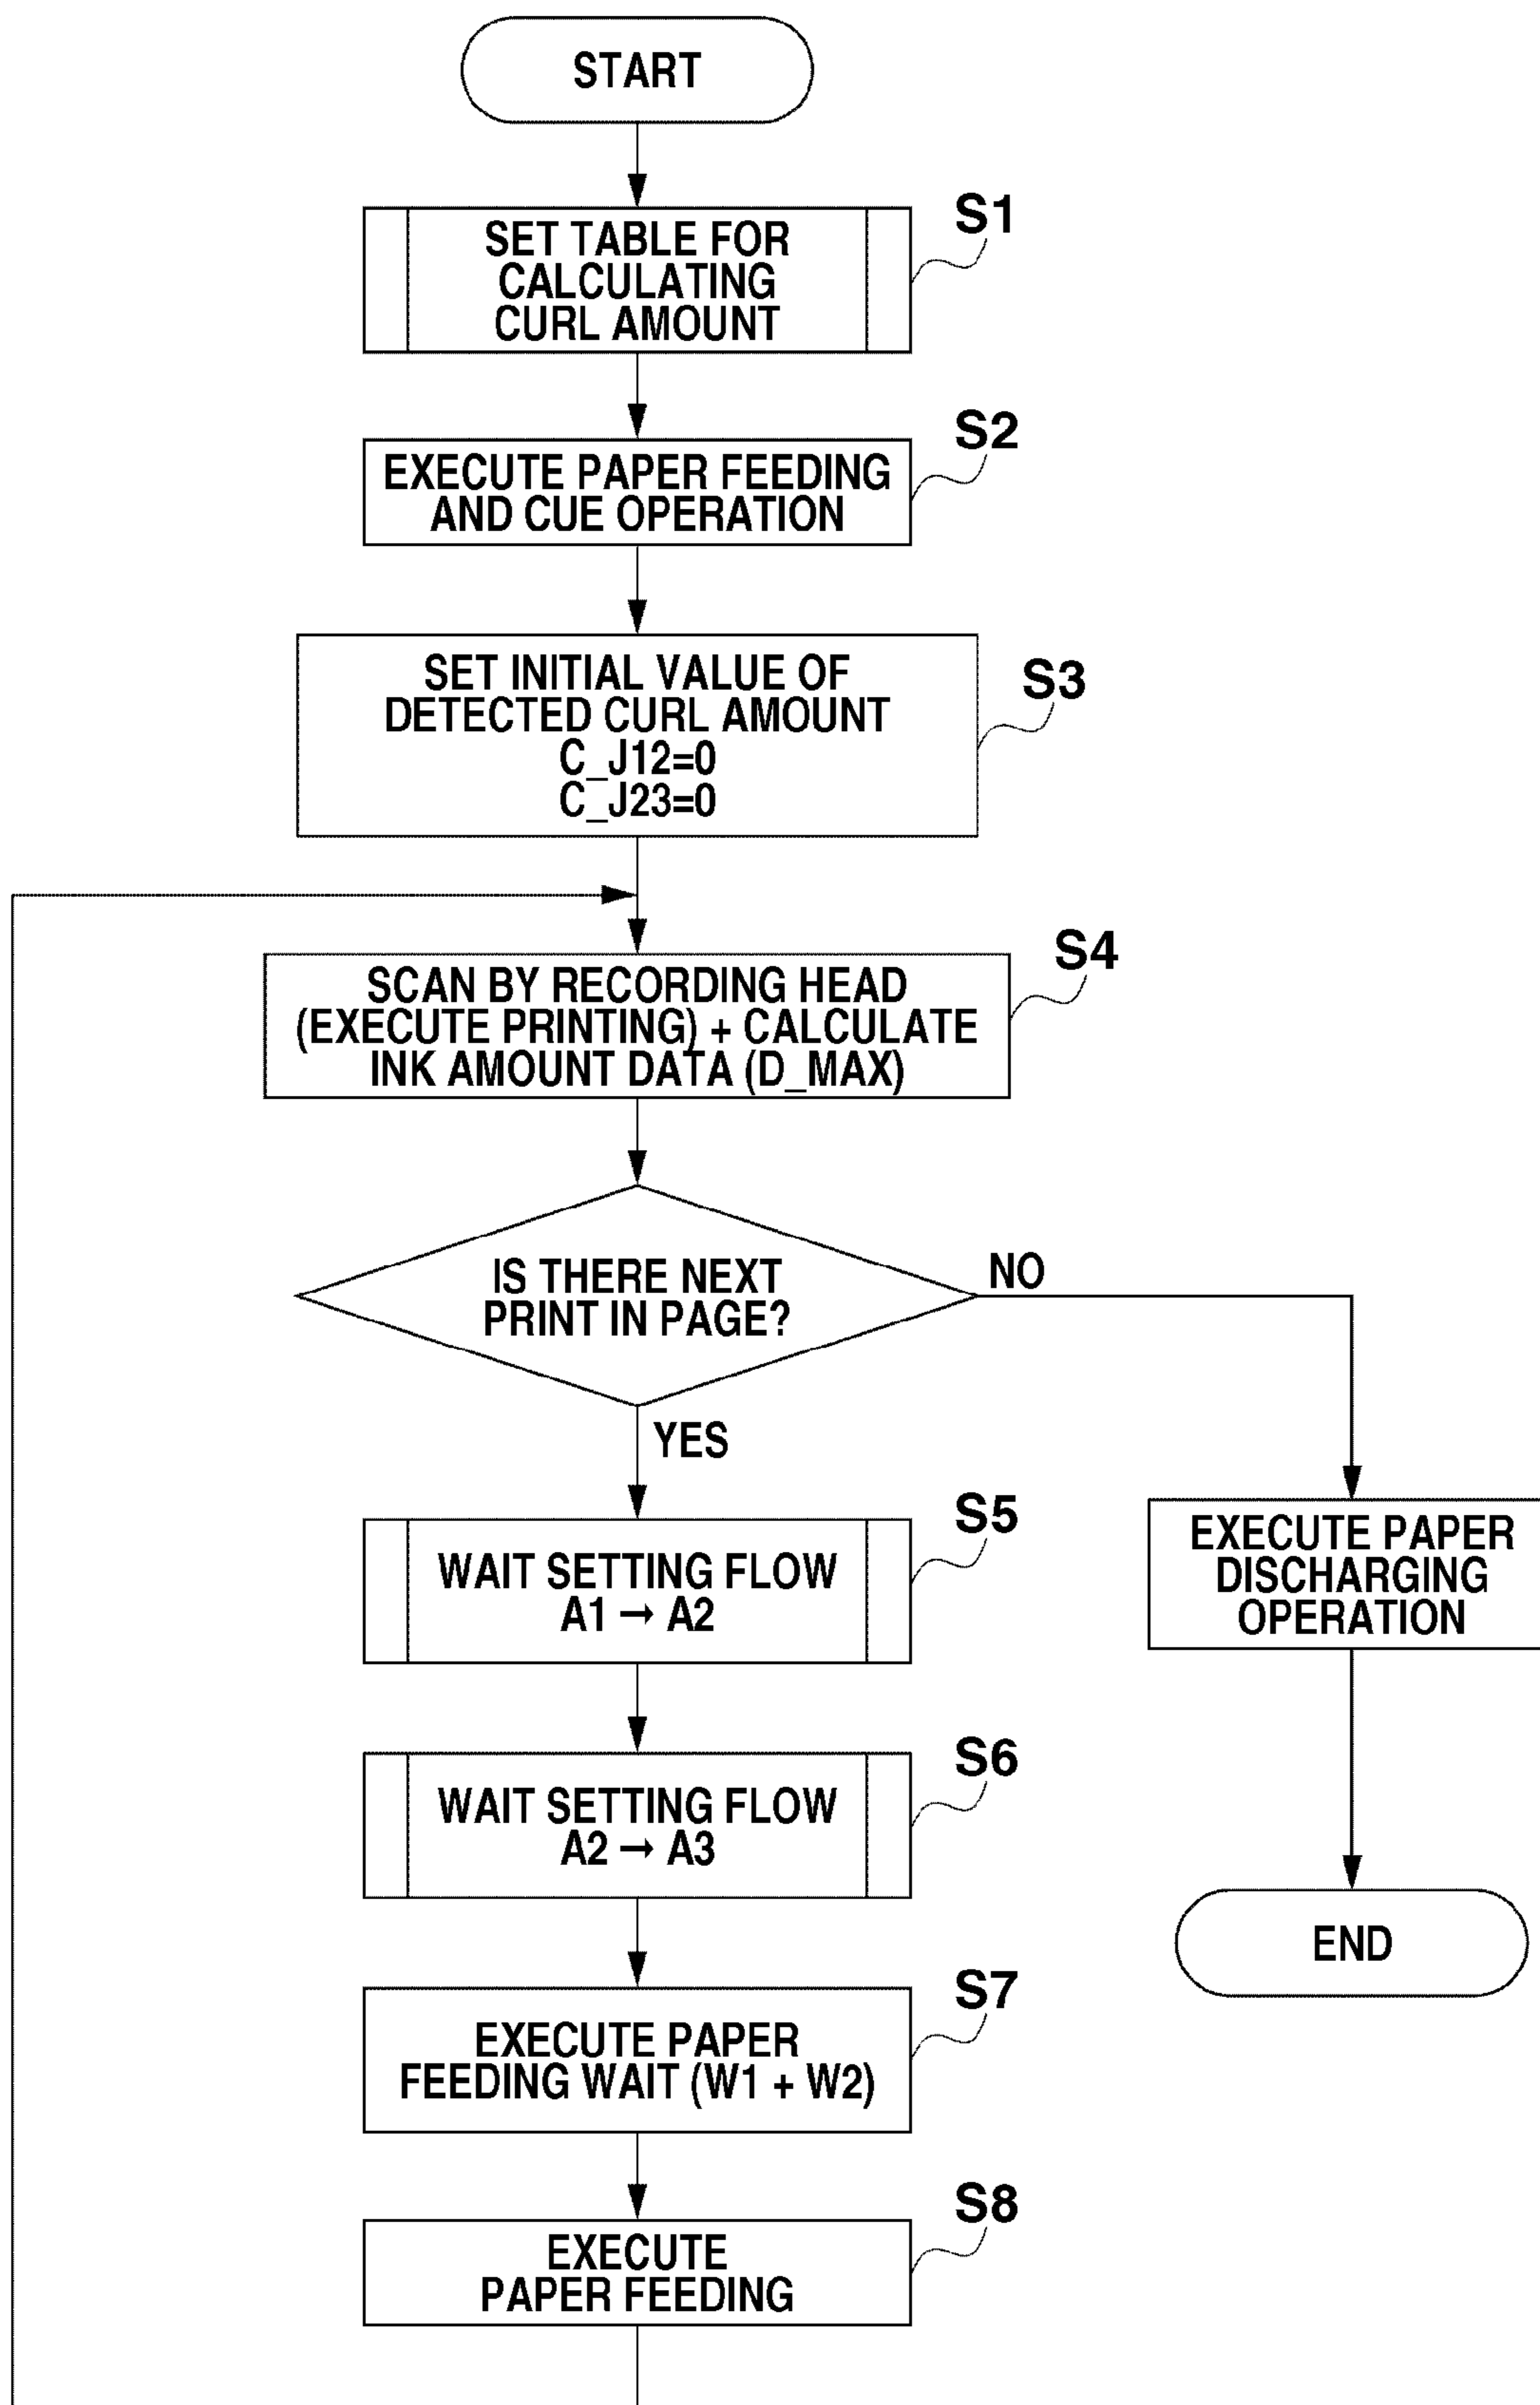 START
S1
SET TABLE FOR
CALCULATING
CURL AMOUNT
S2
EXECUTE PAPER FEEDING
AND CUE OPERATION
S3
SET INITIAL VALUE OF
DETECTED CURL AMOUNT
C_J12=0
C_J23=0
S4
SCAN BY RECORDING HEAD
(EXECUTE PRINTING) + CALCULATE
INK AMOUNT DATA (D_MAX)
IS THERE NEXT
PRINT IN PAGE?
NO
YES
S5
WAIT SETTING FLOW
A1 → A2
EXECUTE PAPER
DISCHARGING
OPERATION
S6
WAIT SETTING FLOW
A2 → A3
END
S7
EXECUTE PAPER
FEEDING WAIT (W1 + W2)
S8
EXECUTE
PAPER FEEDING